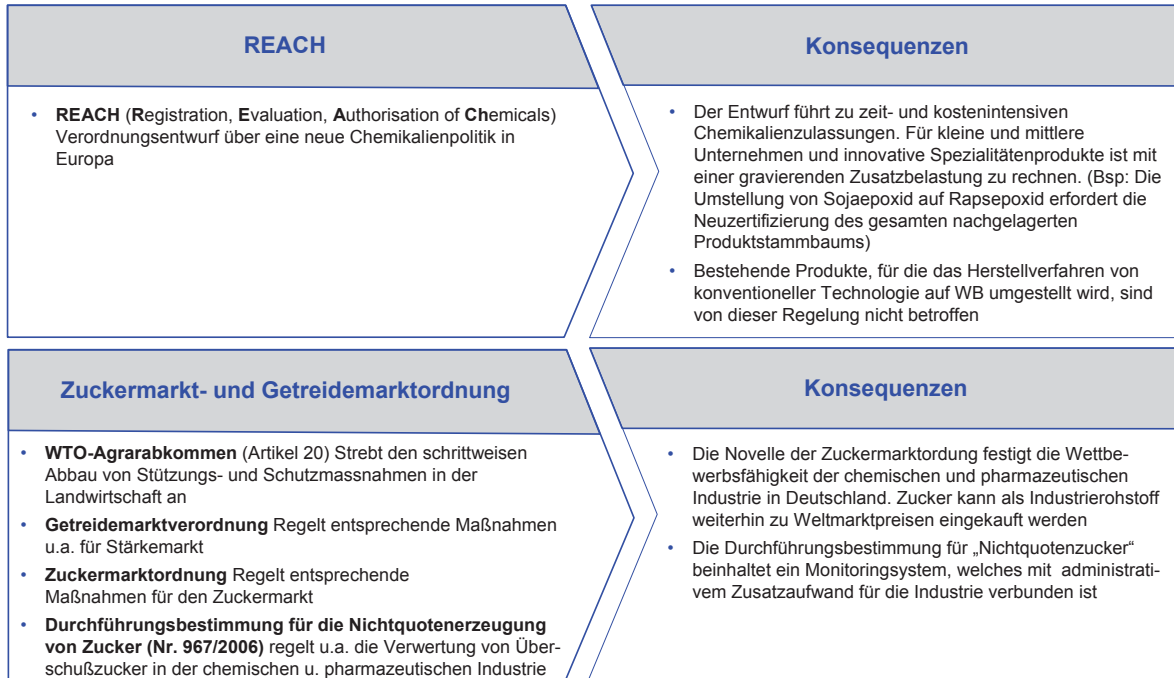 REACH
• REACH (Registration, Evaluation, Authorisation of Chemicals)
Verordnungsentwurf über eine neue Chemikalienpolitik in
Europa
Konsequenzen
• Der Entwurf führt zu zeit- und kostenintensiven
Chemikalienzulassungen. Für kleine und mittlere
Unternehmen und innovative Spezialitätenprodukte ist mit
einer gravierenden Zusatzbelastung zu rechnen. (Bsp: Die
Umstellung von Sojaepoxid auf Rapsepoxid erfordert die
Neuzertifizierung des gesamten nachgelagerten
Produktstammbaums)
• Bestehende Produkte, für die das Herstellverfahren von
konventioneller Technologie auf WB umgestellt wird, sind
von dieser Regelung nicht betroffen
Zuckermarkt- und Getreidemarktordnung
• WTO-Agrarabkommen (Artikel 20) Strebt den schrittweisen
Abbau von Stützungs- und Schutzmassnahmen in der
Landwirtschaft an
• Getreidemarktverordnung Regelt entsprechende Maßnahmen
u.a. für Stärkemarkt
• Zuckermarktordnung Regelt entsprechende
Maßnahmen für den Zuckermarkt
• Durchführungsbestimmung für die Nichtquotenerzeugung
von Zucker (Nr. 967/2006) regelt u.a. die Verwertung von Über-
schußzucker in der chemischen u. pharmazeutischen Industrie
Konsequenzen
• Die Novelle der Zuckermarktordung festigt die Wettbe-
werbsfähigkeit der chemischen und pharmazeutischen
Industrie in Deutschland. Zucker kann als Industrierohstoff
weiterhin zu Weltmarktpreisen eingekauft werden
• Die Durchführungsbestimmung für „Nichtquotenzucker“
beinhaltet ein Monitoringsystem, welches mit administrati-
vem Zusatzaufwand für die Industrie verbunden ist